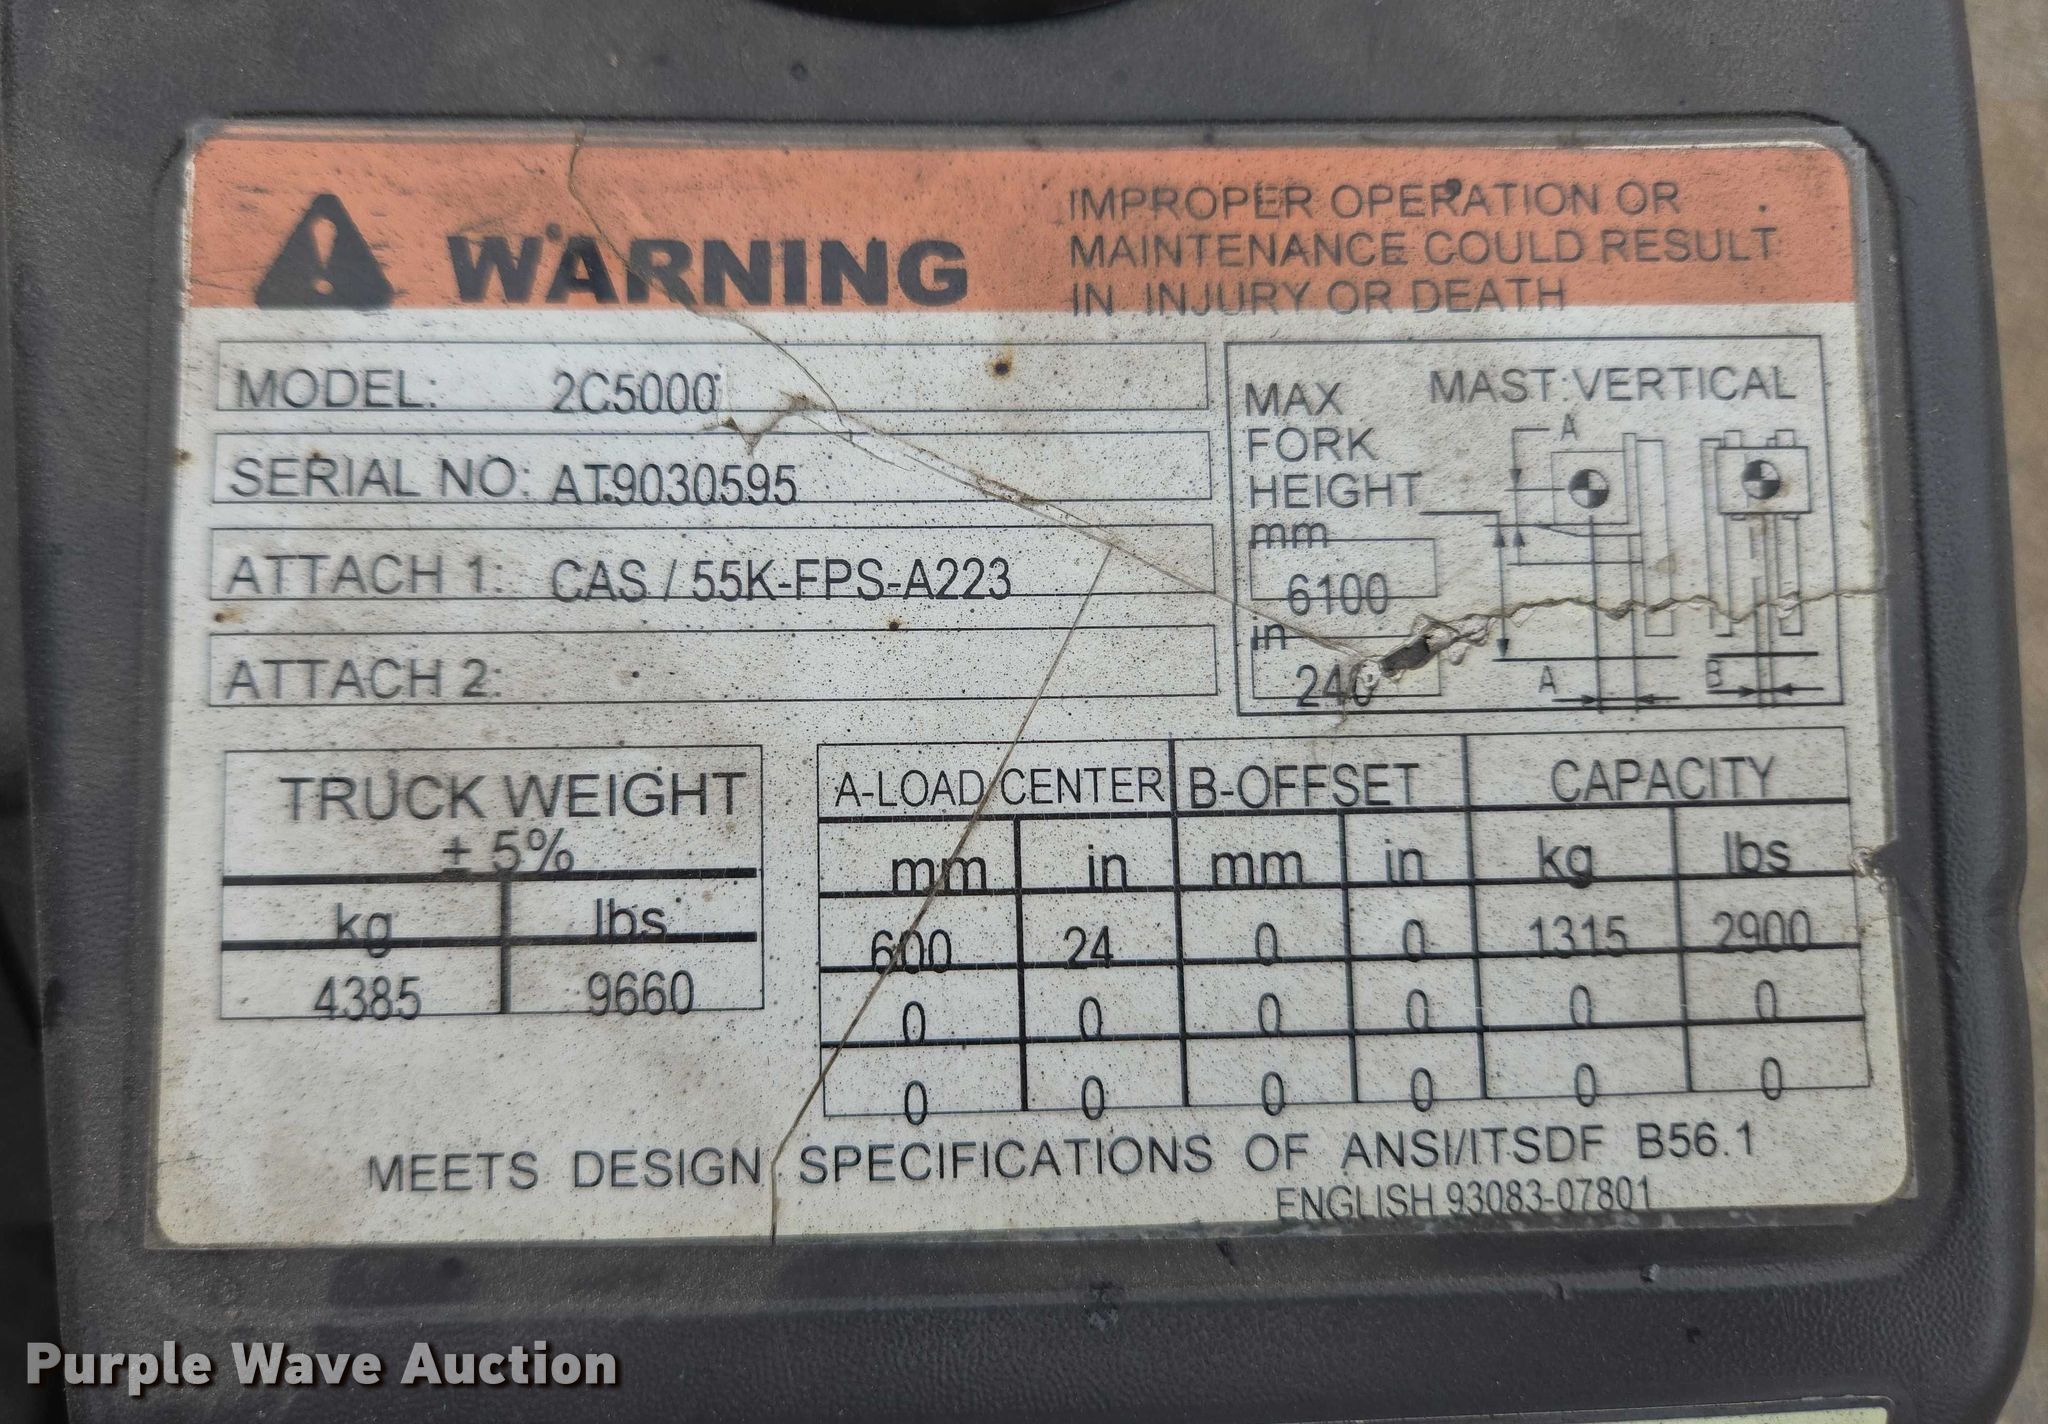 WARNING
IMPROPER OPERATION OR
MAINTENANCE COULD RESULT
IN INJURY OR DEATH
MODEL: 2C5000
SERIAL NO: AT9030595
ATTACH 1: CAS / 55K-FPS-A223
ATTACH 2:
MAX FORK HEIGHT
mm
6100
in
240
MAST:VERTICAL
A
A
B
TRUCK WEIGHT
± 5%
kg lbs
4385 9660
A-LOAD CENTER B-OFFSET CAPACITY
mm in mm in kg lbs
600 24 0 0 1315 2900
0 0 0 0 0 0
0 0 0 0 0 0
MEETS DESIGN SPECIFICATIONS OF ANSI/ITSDF B56.1
ENGLISH 93083-07801
Purple Wave Auction